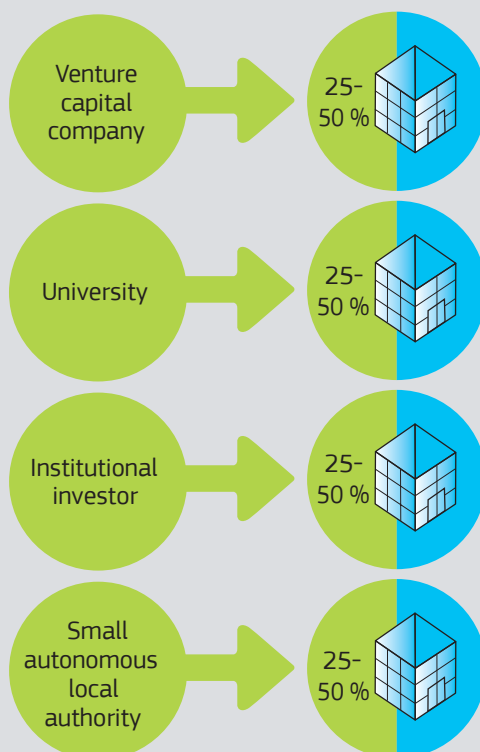 Venture
capital
company
25-
50 %
University
25-
50 %
Institutional
investor
25-
50 %
Small
autonomous
local
authority
25-
50 %